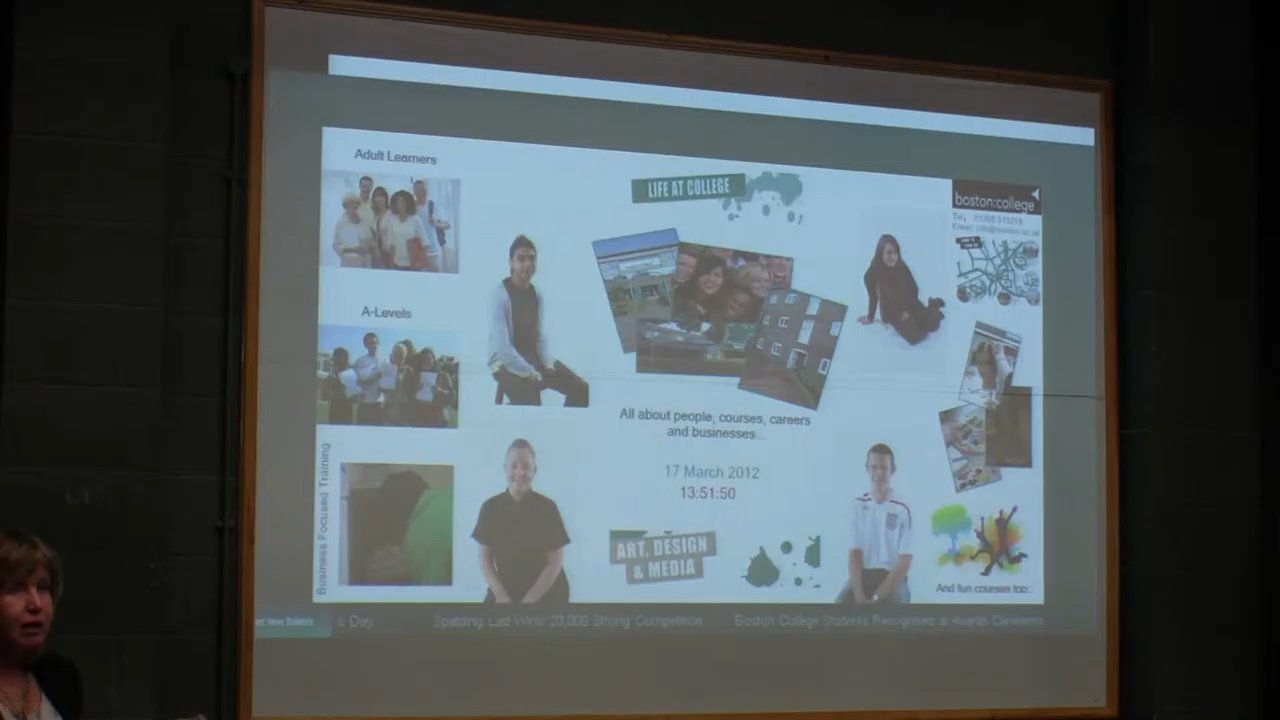 Adult Learners
LIFE AT COLLEGE
boston:college
A-Levels
All about people, courses, careers
and businesses...
17 March 2012
13:51:50
Business Focused Training
ART, DESIGN
& MEDIA
And fun courses too...
Day
Spalding Lad Wins 20,000 Strong Competition
Boston College Students Recognised at Awards Ceremony